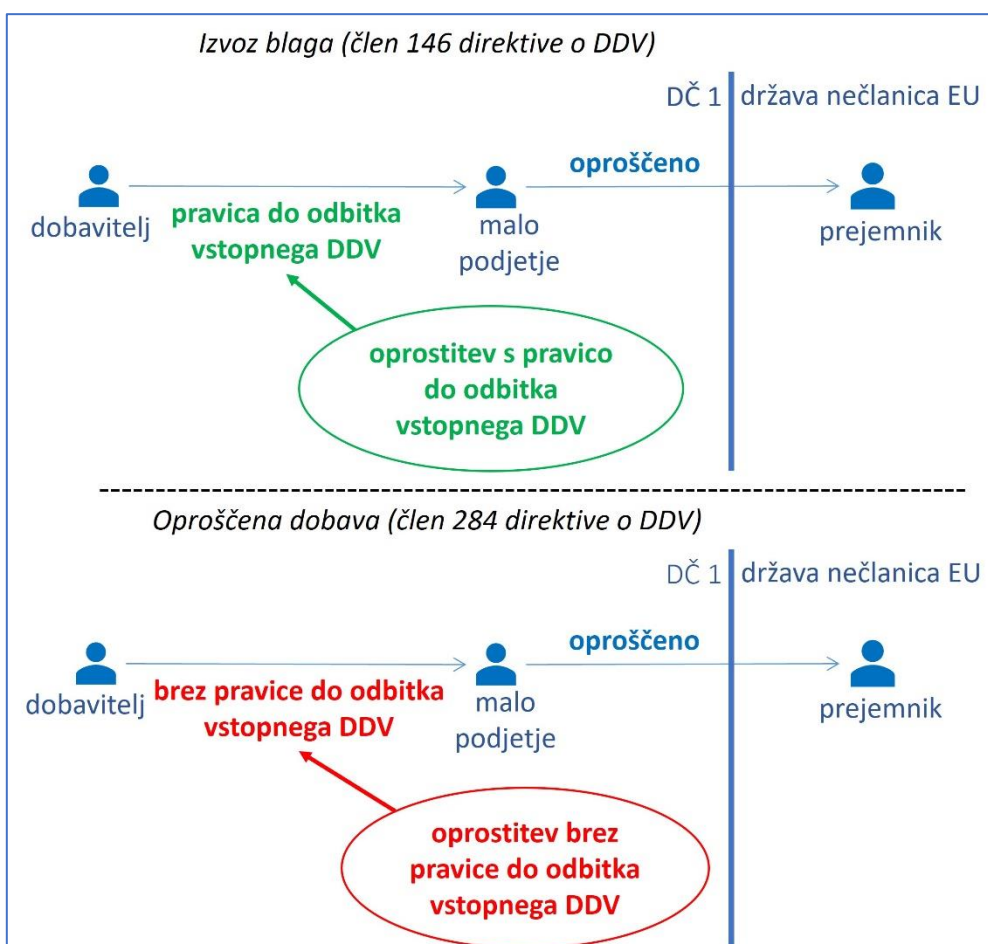 Izvoz blaga (člen 146 direktive o DDV)
DČ 1
država nečlanica EU
oproščeno
dobavitelj
pravica do odbitka
vstopnega DDV
malo
podjetje
prejemnik
oprostitev s pravico
do odbitka
vstopnega DDV
Oproščena dobava (člen 284 direktive o DDV)
DČ 1
država nečlanica EU
oproščeno
dobavitelj
brez pravice do odbitka
vstopnega DDV
malo
podjetje
prejemnik
oprostitev brez
pravice do odbitka
vstopnega DDV